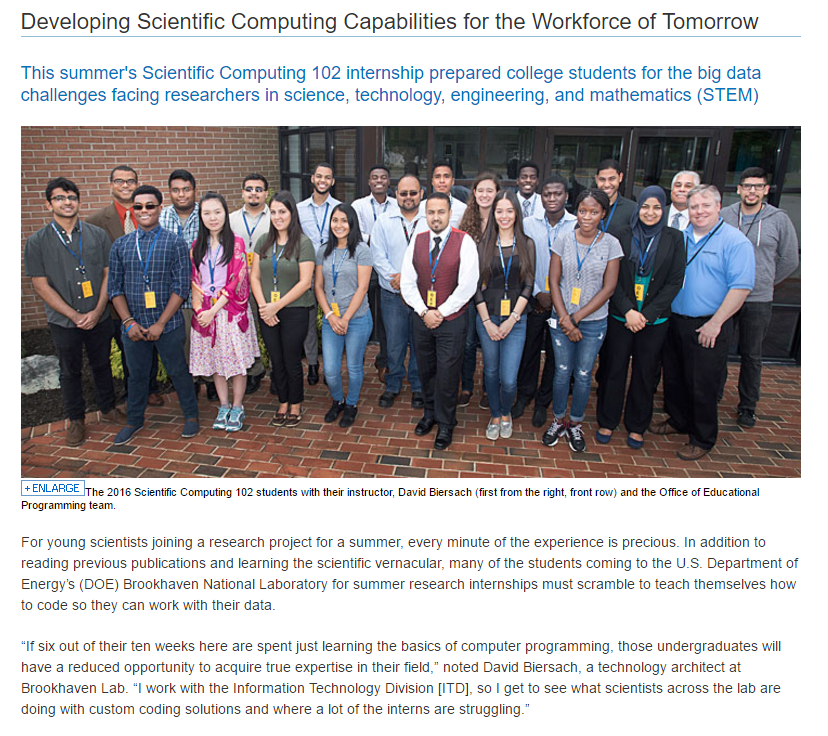 Developing Scientific Computing Capabilities for the Workforce of Tomorrow
This summer's Scientific Computing 102 internship prepared college students for the big data
challenges facing researchers in science, technology, engineering, and mathematics (STEM)
+ENLARGE The 2016 Scientific Computing 102 students with their instructor, David Biersach (first from the right, front row) and the Office of Educational
Programming team.
For young scientists joining a research project for a summer, every minute of the experience is precious. In addition to
reading previous publications and learning the scientific vernacular, many of the students coming to the U.S. Department of
Energy's (DOE) Brookhaven National Laboratory for summer research internships must scramble to teach themselves how
to code so they can work with their data.
“If six out of their ten weeks here are spent just learning the basics of computer programming, those undergraduates will
have a reduced opportunity to acquire true expertise in their field,” noted David Biersach, a technology architect at
Brookhaven Lab. “I work with the Information Technology Division [ITD], so I get to see what scientists across the lab are
doing with custom coding solutions and where a lot of the interns are struggling.”